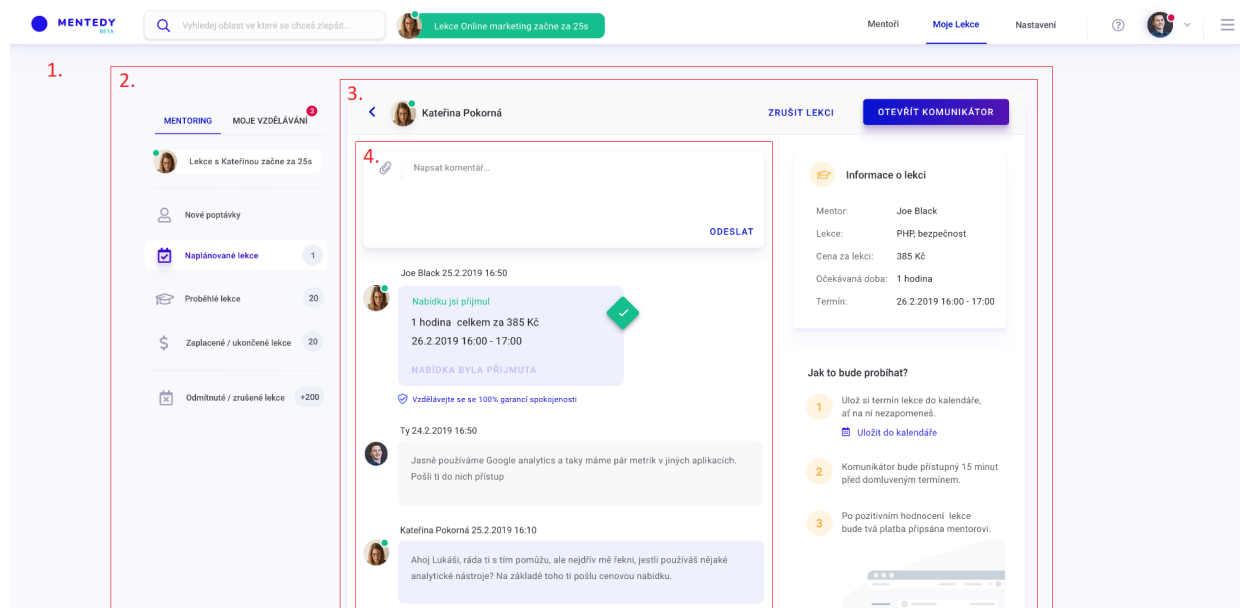 MENTEDY
BETA
Vyhledej oblast ve které se chceš zlepšit...
Lekce Online marketing začne za 25s
Mentoři
Moje Lekce
Nastavení
?
1.
2.
3.
4.
MENTORING
MOJE VZDĚLÁVÁNÍ
3
Lekce s Kateřinou začne za 25s
Nové poptávky
Naplánované lekce
1
Proběhlé lekce
20
Zaplacené / ukončené lekce
20
Odmítnuté / zrušené lekce
+200
Kateřina Pokorná
ZRUŠIT LEKCI
OTEVŘÍT KOMUNIKÁTOR
Napsat komentář...
ODESLAT
Joe Black 25.2.2019 16:50
Nabídku jsi přijmul
1 hodina celkem za 385 Kč
26.2.2019 16:00 - 17:00
NABÍDKA BYLA PŘIJMUTA
Vzdělávejte se se 100% garancí spokojenosti
Ty 24.2.2019 16:50
Jasně používáme Google analytics a taky máme pár metrik v jiných aplikacích.
Pošli ti do nich přístup
Kateřina Pokorná 25.2.2019 16:10
Ahoj Lukáši, ráda ti s tím pomůžu, ale nejdřív mě řekni, jestli používáš nějaké
analytické nástroje? Na základě toho ti pošlu cenovou nabídku.
Informace o lekci
Mentor: Joe Black
Lekce: PHP, bezpečnost
Cena za lekci: 385 Kč
Očekávaná doba: 1 hodina
Termín: 26.2.2019 16:00 - 17:00
Jak to bude probíhat?
1
Ulož si termín lekce do kalendáře,
ať na ní nezapomeneš.
Uložit do kalendáře
2
Komunikátor bude přístupný 15 minut
před domluveným termínem.
3
Po pozitivním hodnocení lekce
bude tvá platba připsána mentorovi.